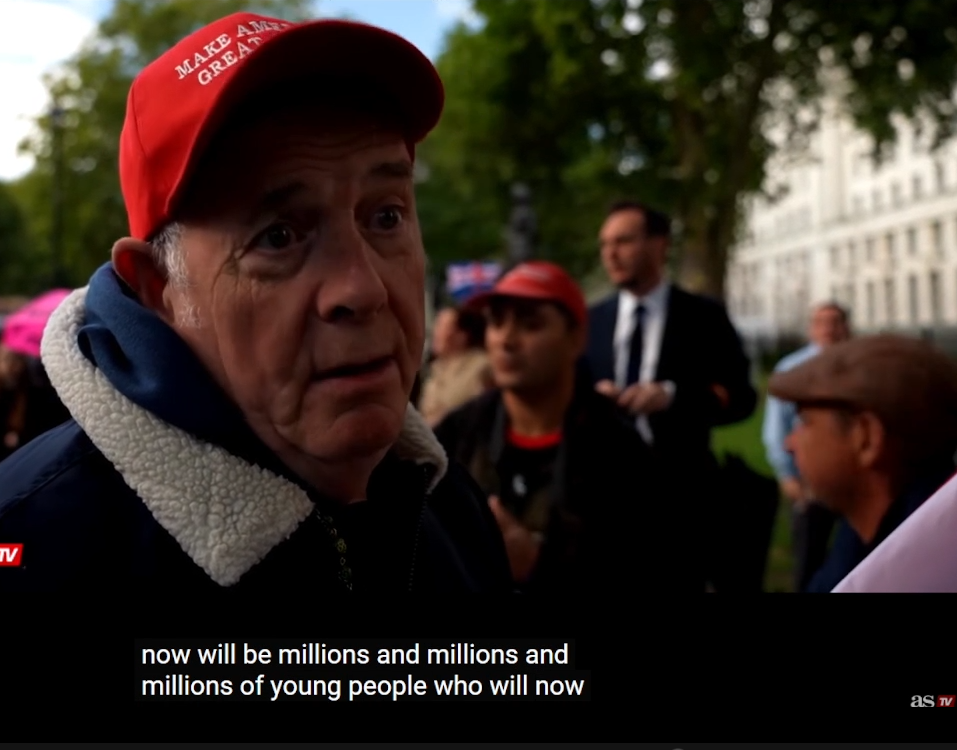 MAKE AME
GREAT
TV
now will be millions and millions and
millions of young people who will now
as TV